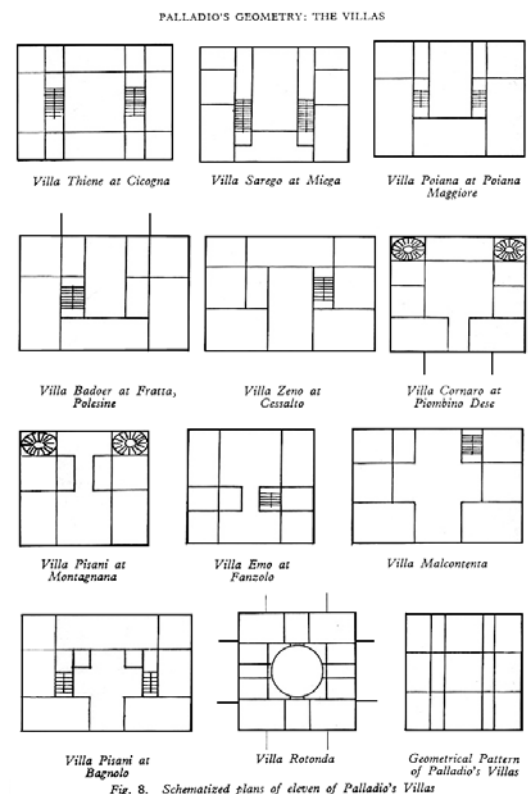 PALLADIO'S GEOMETRY: THE VILLAS
Villa Thiene at Cicogna
Villa Sarego at Miega
Villa Poiana at Poiana
Maggiore
Villa Badoer at Fratta,
Polesine
Villa Zeno at
Cessalto
Villa Cornaro at
Piombino Dese
Villa Pisani at
Montagnana
Villa Emo at
Fanzolo
Villa Malcontenta
Villa Pisani at
Bagnolo
Villa Rotonda
Geometrical Pattern
of Palladio's Villas
Fig. 8. Schematized plans of eleven of Palladio's Villas